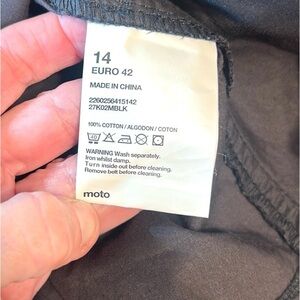 14
EURO 42
MADE IN CHINA
2260256415142
27K02MBLK
100% COTTON / ALGODON / COTON
40
WARNING Wash separately.
Iron whilst damp.
Turn inside out before cleaning.
Remove belt before cleaning.
moto